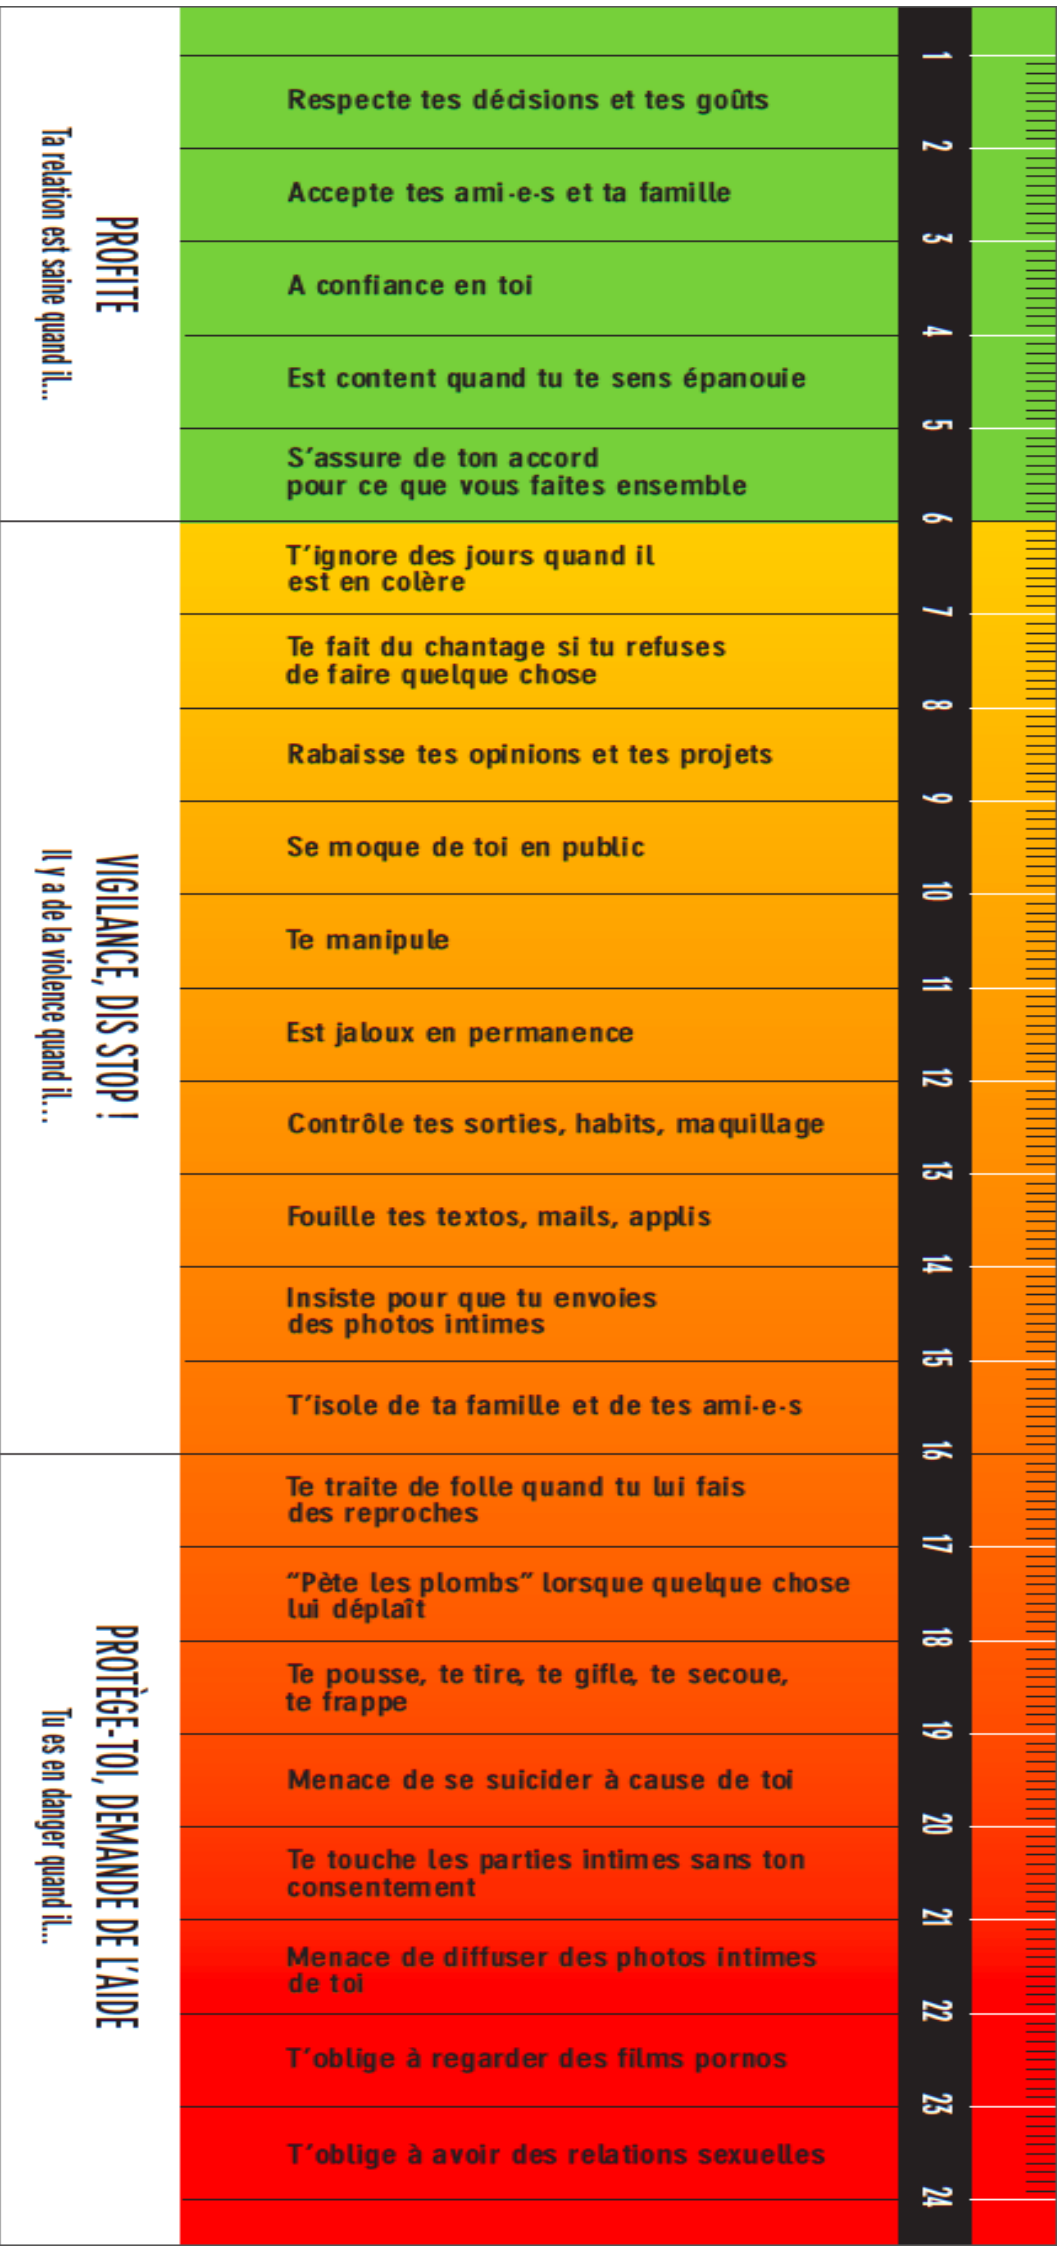 PROFITE
Ta relation est saine quand il...
1
Respecte tes décisions et tes goûts
2
Accepte tes ami-e-s et ta famille
3
A confiance en toi
4
Est content quand tu te sens épanouie
5
S'assure de ton accord
pour ce que vous faites ensemble
6
VIGILANCE, DIS STOP !
Il y a de la violence quand il...
T'ignore des jours quand il
est en colère
7
Te fait du chantage si tu refuses
de faire quelque chose
8
Rabaisse tes opinions et tes projets
9
Se moque de toi en public
10
Te manipule
11
Est jaloux en permanence
12
Contrôle tes sorties, habits, maquillage
13
Fouille tes textos, mails, applis
14
Insiste pour que tu envoies
des photos intimes
15
T'isole de ta famille et de tes ami-e-s
16
PROTÈGE-TOI, DEMANDE DE L'AIDE
Tu es en danger quand il...
Te traite de folle quand tu lui fais
des reproches
17
"Pète les plombs" lorsque quelque chose
lui déplaît
18
Te pousse, te tire, te gifle, te secoue,
te frappe
19
Menace de se suicider à cause de toi
20
Te touche les parties intimes sans ton
consentement
21
Menace de diffuser des photos intimes
de toi
22
T'oblige à regarder des films pornos
23
T'oblige à avoir des relations sexuelles
24